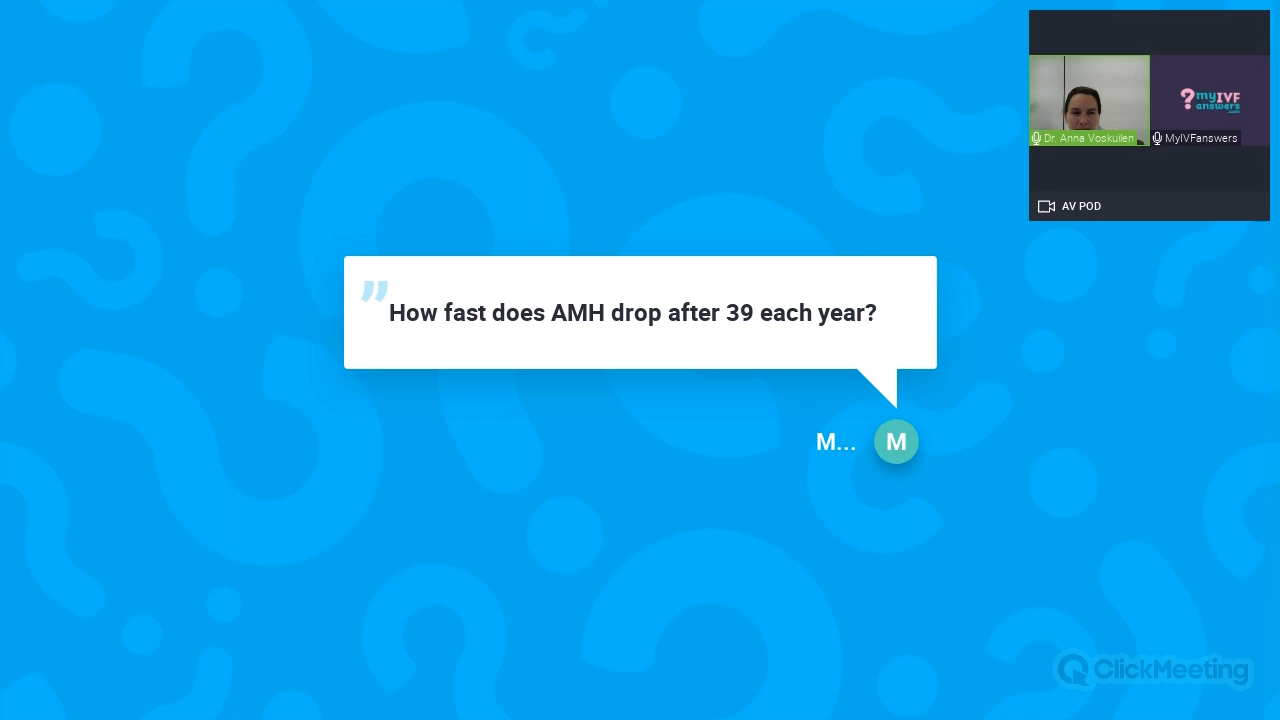 ?myIVF
answers
Dr. Anna Voskuilen
MyIVFanswers
AV POD
” How fast does AMH drop after 39 each year?
M... M
ClickMeeting